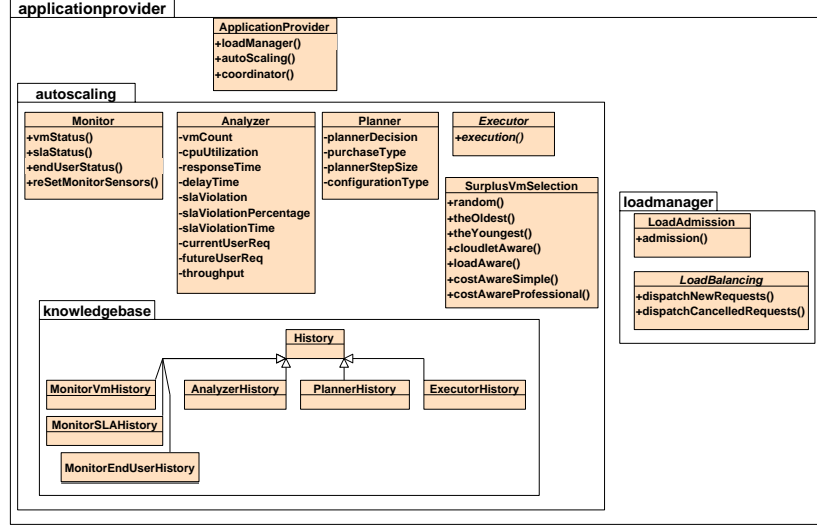 applicationprovider
ApplicationProvider
+loadManager()
+autoScaling()
+coordinator()
autoscaling
Monitor
+vmStatus()
+slaStatus()
+endUserStatus()
+reSetMonitorSensors()
Analyzer
-vmCount
-cpuUtilization
-responseTime
-delayTime
-slaViolation
-slaViolationPercentage
-slaViolationTime
-currentUserReq
-futureUserReq
-throughput
Planner
-plannerDecision
-purchaseType
-plannerStepSize
-configurationType
Executor
+execution()
SurplusVmSelection
+random()
+theOldest()
+theYoungest()
+cloudletAware()
+loadAware()
+costAwareSimple()
+costAwareProfessional()
loadmanager
LoadAdmission
+admission()
LoadBalancing
+dispatchNewRequests()
+dispatchCancelledRequests()
knowledgebase
History
MonitorVmHistory
AnalyzerHistory
PlannerHistory
ExecutorHistory
MonitorSLAHistory
MonitorEndUserHistory